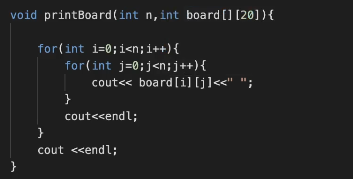 void printBoard(int n,int board[][20]){
for(int i=0;i<n;i++){
for(int j=0;j<n;j++){
cout<< board[i][j]<<" ";
}
cout<<endl;
}
cout <<endl;
}